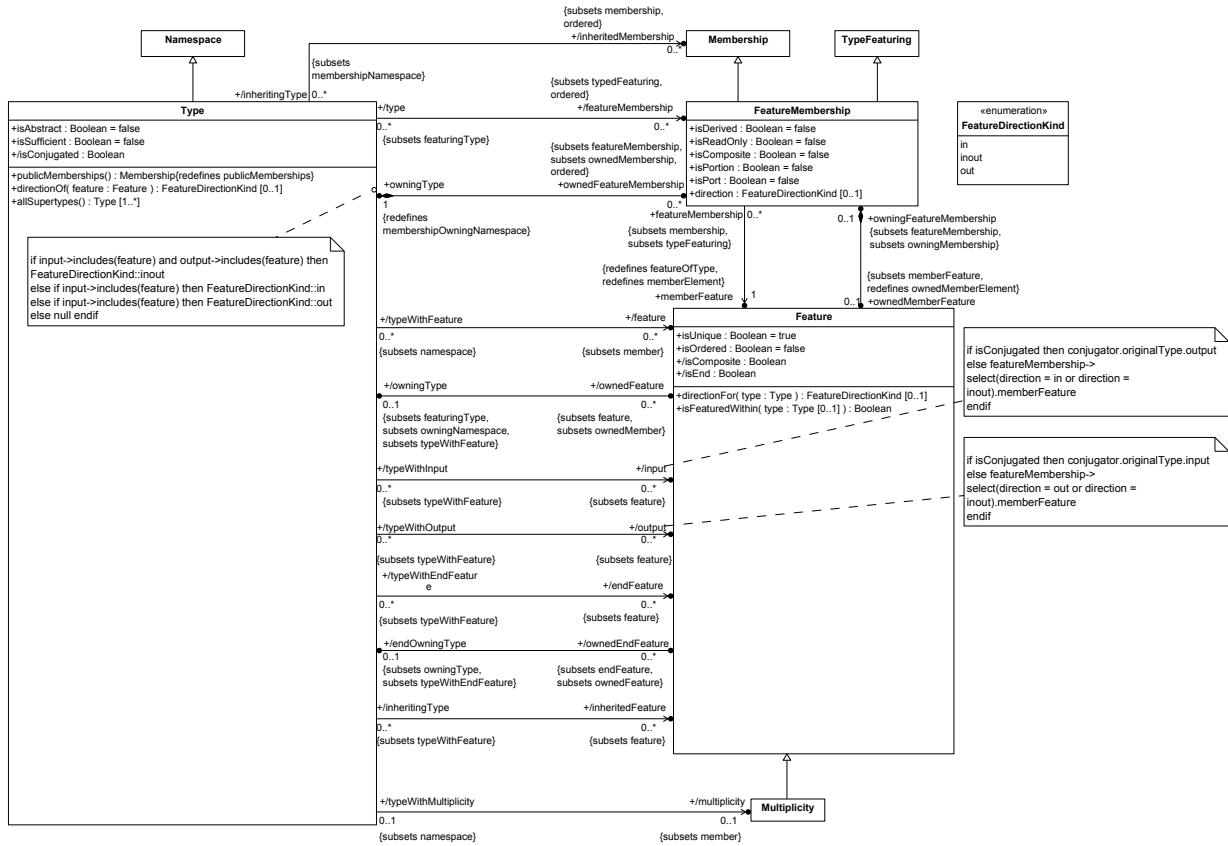 {subsets membership,
ordered}
+/inheritedMembership
0..*
Namespace
Membership
TypeFeaturing
{subsets
membershipNamespace}
+/inheritingType
0..*
Type
+isAbstract : Boolean = false
+isSufficient : Boolean = false
+/isConjugated : Boolean
+publicMemberships() : Membership{redefines publicMemberships}
+directionOf( feature : Feature ) : FeatureDirectionKind [0..1]
+allSupertypes() : Type [1..*]
if input->includes(feature) and output->includes(feature) then
FeatureDirectionKind::inout
else if input->includes(feature) then FeatureDirectionKind::in
else if input->includes(feature) then FeatureDirectionKind::out
else null endif
+/type
0..*
{subsets featuringType}
{subsets typedFeaturing,
ordered}
+/featureMembership
0..*
{subsets featureMembership,
subsets ownedMembership,
ordered}
+owningType
1
{redefines
membershipOwningNamespace}
+ownedFeatureMembership
0..*
FeatureMembership
+isDerived : Boolean = false
+isReadOnly : Boolean = false
+isComposite : Boolean = false
+isPortion : Boolean = false
+isPort : Boolean = false
+direction : FeatureDirectionKind [0..1]
«enumeration»
FeatureDirectionKind
in
inout
out
+featureMembership
0..*
{subsets membership,
subsets typeFeaturing}
0..1
+owningFeatureMembership
{subsets featureMembership,
subsets owningMembership}
{redefines featureOfType,
redefines memberElement}
+memberFeature
1
{subsets memberFeature,
redefines ownedMemberElement}
0..1
+ownedMemberFeature
Feature
+isUnique : Boolean = true
+isOrdered : Boolean = false
+/isComposite : Boolean
+/isEnd : Boolean
+directionFor( type : Type ) : FeatureDirectionKind [0..1]
+isFeaturedWithin( type : Type [0..1] ) : Boolean
+/typeWithFeature
+/feature
0..*
0..*
{subsets namespace}
{subsets member}
+/owningType
+/ownedFeature
0..1
0..*
{subsets featuringType,
subsets owningNamespace,
subsets typeWithFeature}
{subsets feature,
subsets ownedMember}
+/typeWithInput
+/input
0..*
0..*
{subsets typeWithFeature}
{subsets feature}
+/typeWithOutput
+/output
0..*
0..*
{subsets typeWithFeature}
{subsets feature}
+/typeWithEndFeatur
e
+/endFeature
0..*
0..*
{subsets typeWithFeature}
{subsets feature}
+/endOwningType
+/ownedEndFeature
0..1
0..*
{subsets owningType,
subsets typeWithEndFeature}
{subsets endFeature,
subsets ownedFeature}
+/inheritingType
+/inheritedFeature
0..*
0..*
{subsets typeWithFeature}
{subsets feature}
+/typeWithMultiplicity
+/multiplicity
0..1
0..1
{subsets namespace}
{subsets member}
Multiplicity
if isConjugated then conjugator.originalType.output
else featureMembership->
select(direction = in or direction =
inout).memberFeature
endif
if isConjugated then conjugator.originalType.input
else featureMembership->
select(direction = out or direction =
inout).memberFeature
endif